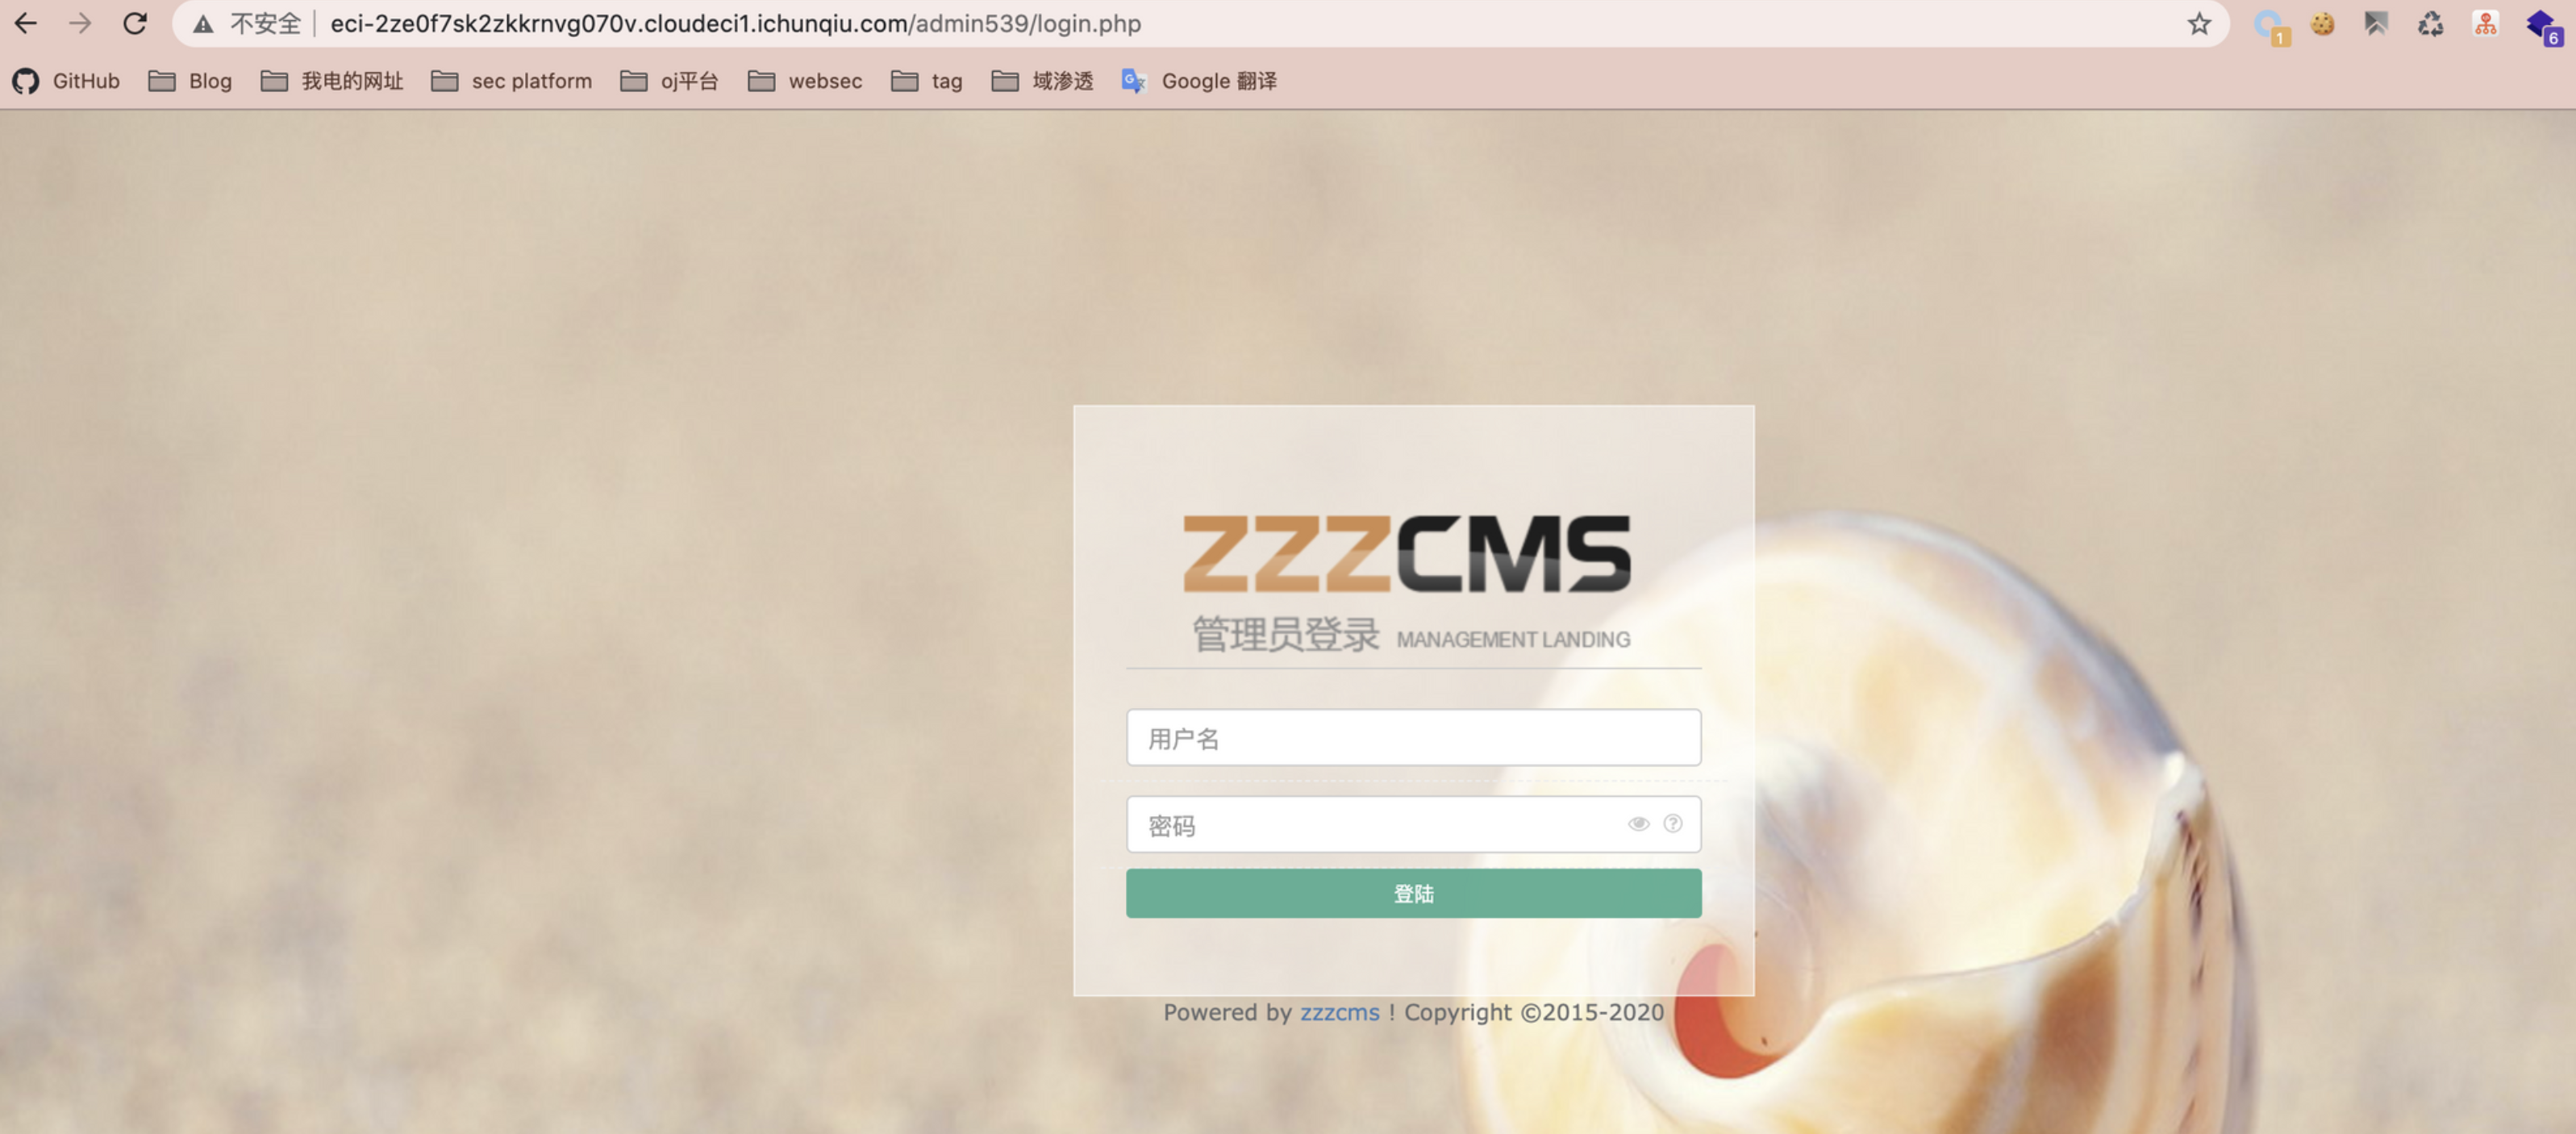 不安全 eci-2ze0f7sk2zkkrnvg070v.cloudeci1.ichunqiu.com/admin539/login.php 1 6
GitHub Blog 我电的网址 sec platform oj平台 websec tag 域渗透 Google 翻译
ZZZCMS
管理员登录 MANAGEMENT LANDING
用户名
密码
登陆
Powered by zzzcms ! Copyright ©2015-2020